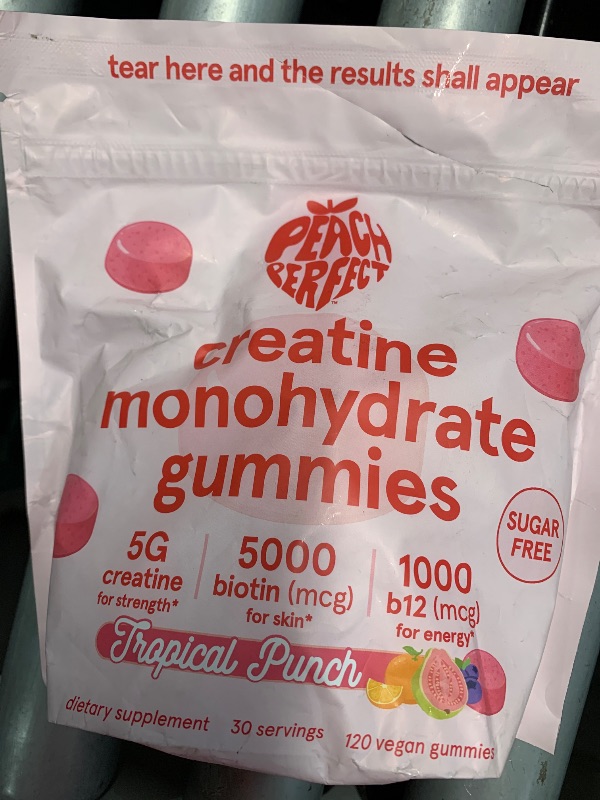 tear here and the results shall appear
PEACH
PERFECT
TM
creatine
monohydrate
gummies
SUGAR
FREE
5G
creatine
for strength*
5000
biotin (mcg)
for skin*
1000
b12 (mcg)
for energy*
Tropical Punch
dietary supplement 30 servings 120 vegan gummies